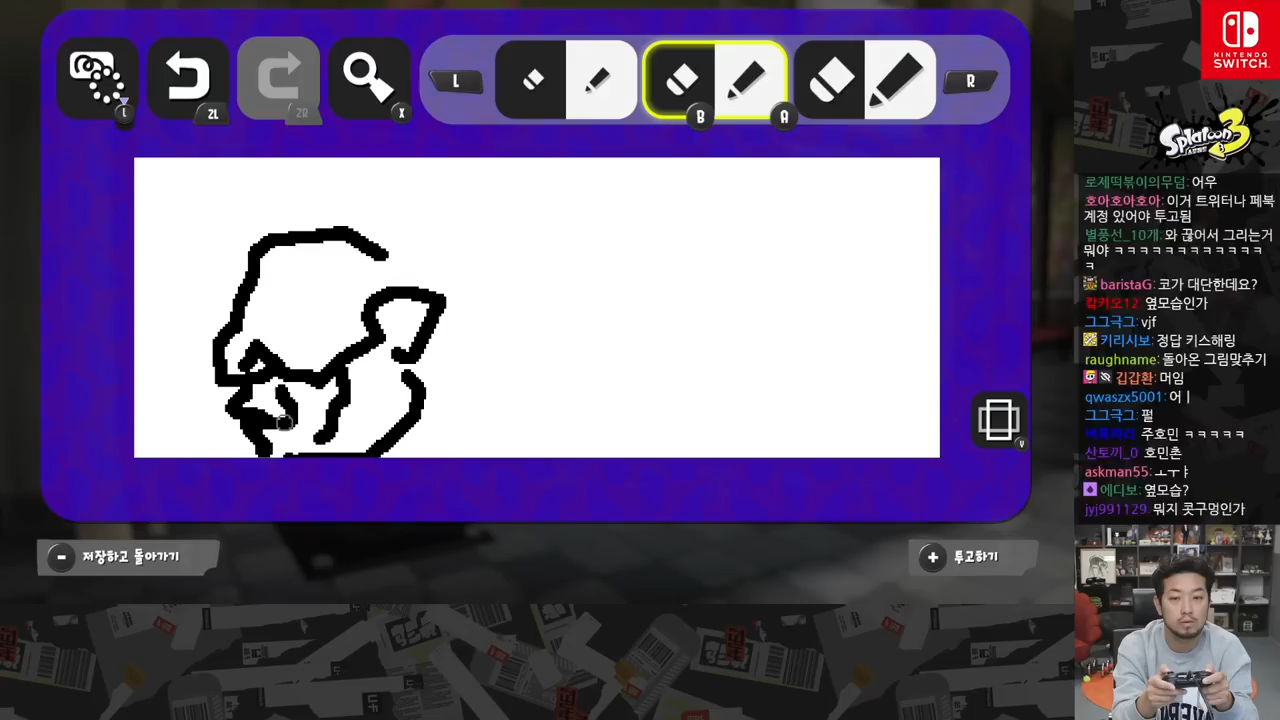 L
ZL
ZR
X
L
B
A
R
NINTENDO
SWITCH
Splatoon 3
로제떡볶이의무덤: 어우
호아호아호아: 이거 트위터나 페북
계정 있어야 투고됨
별풍선_10개: 와 끊어서 그리는거
뭐야 ㅋㅋㅋㅋㅋㅋㅋㅋㅋㅋㅋㅋ
ㅋ
baristaG: 코가 대단한데요?
칼카오12: 옆모습인가
그그극그: vjf
키리시보: 정답 키스해링
raughname: 돌아온 그림맞추기
김갑환: 머임
qwaszx5001: 어ㅣ
그그극그: 펄
주호민 ㅋㅋㅋㅋㅋ
산토끼_0: 호민촌
askman55: ㅗㅜㅑ
에디보: 옆모습?
jyj991129: 뭐지 콧구멍인가
- 저장하고 돌아가기
+ 투고하기